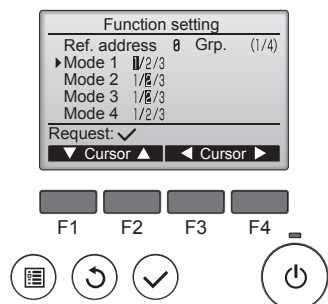 Function setting
Ref. address 0 Grp. (1/4)
Mode 1 1/2/3
Mode 2 1/2/3
Mode 3 1/2/3
Mode 4 1/2/3
Request:✓
▼ Cursor ▲ ◀ Cursor ▶
F1 F2 F3 F4